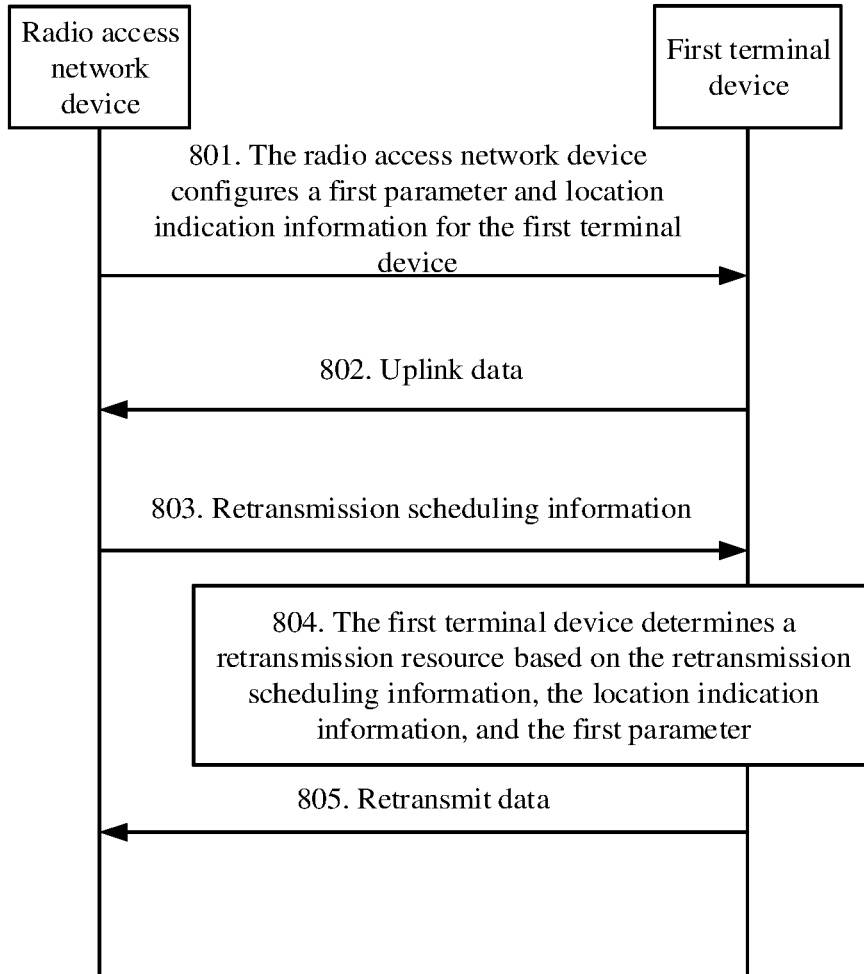 Radio access
network
device
First terminal
device
801. The radio access network device
configures a first parameter and location
indication information for the first terminal
device
802. Uplink data
803. Retransmission scheduling information
804. The first terminal device determines a
retransmission resource based on the retransmission
scheduling information, the location indication
information, and the first parameter
805. Retransmit data